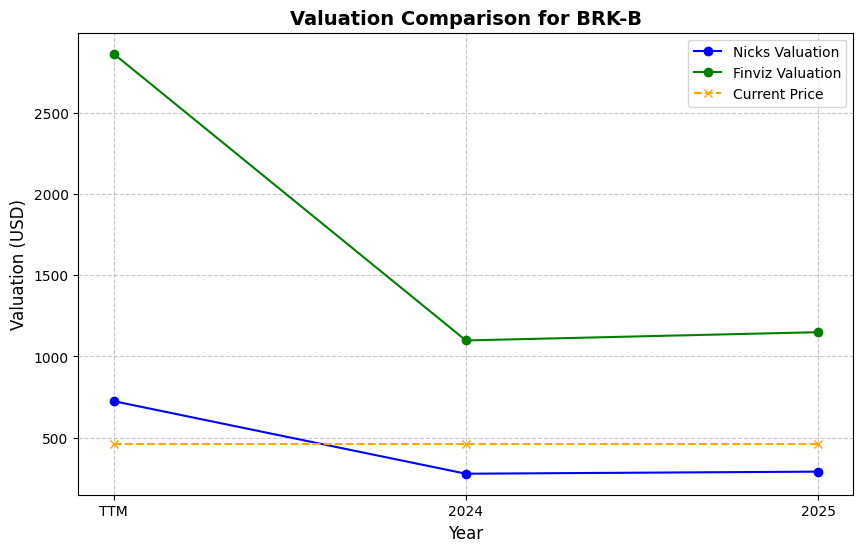 Valuation Comparison for BRK-B
Nicks Valuation
Finviz Valuation
Current Price
Valuation (USD)
2500
2000
1500
1000
500
TTM
2024
2025
Year